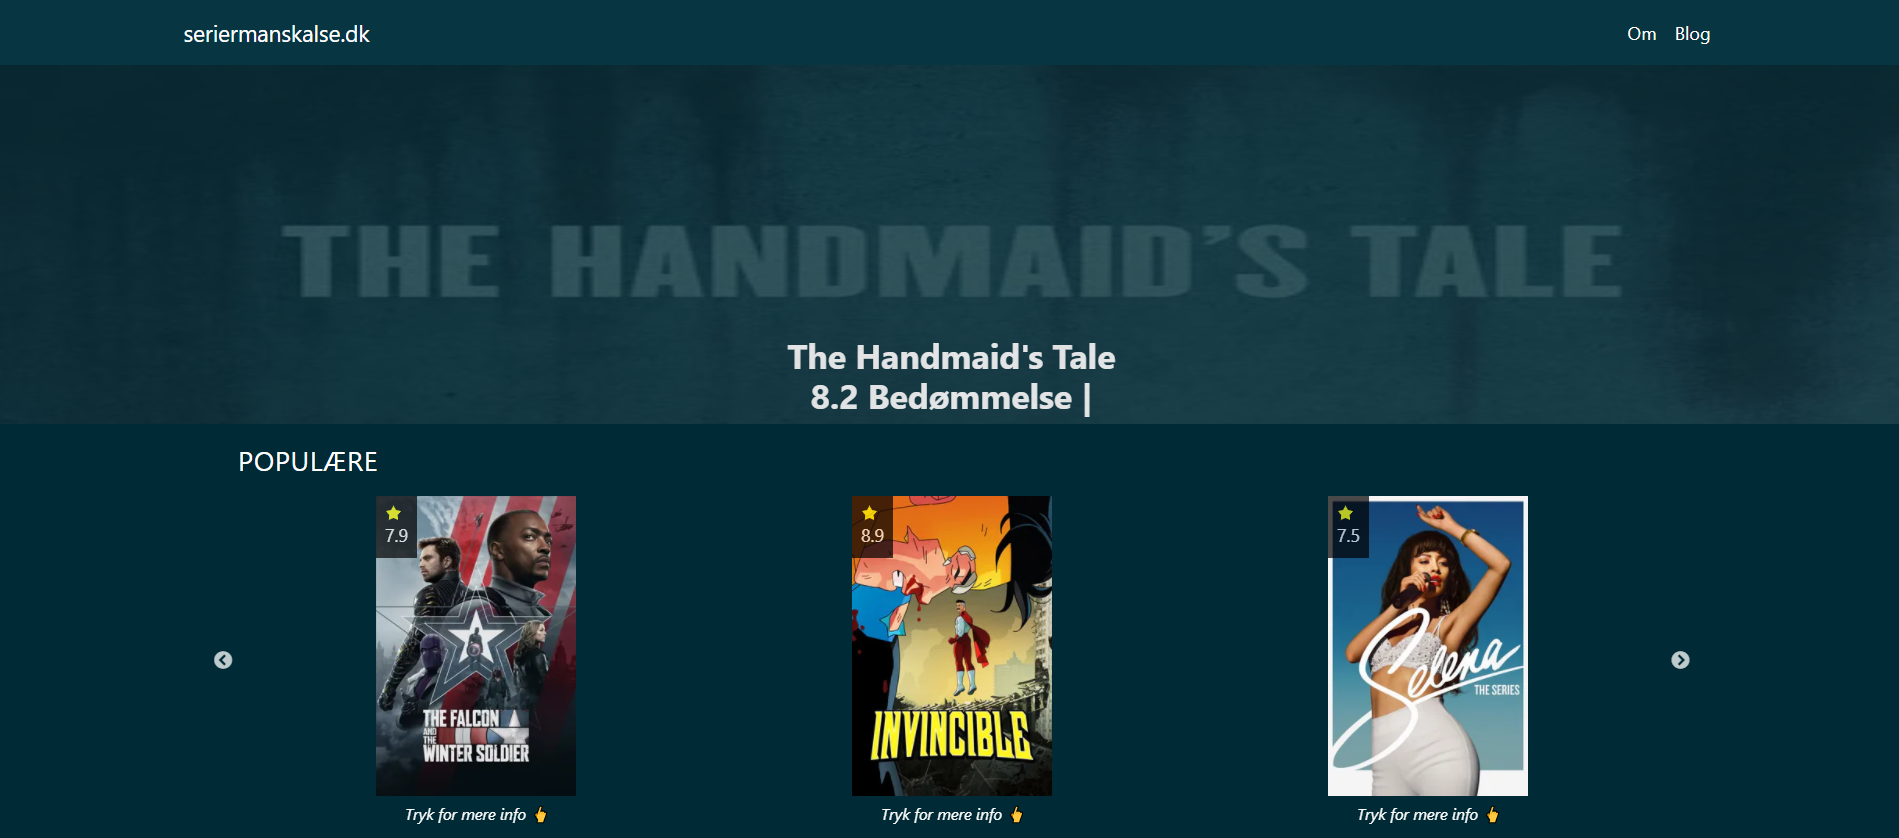 seriermanskalse.dk
Om Blog
THE HANDMAID'S TALE
The Handmaid's Tale
8.2 Bedømmelse |
POPULÆRE
7.9
THE FALCON
AND THE
WINTER SOLDIER
Tryk for mere info 👆
8.9
INVINCIBLE
Tryk for mere info 👆
7.5
Selena
THE SERIES
Tryk for mere info 👆